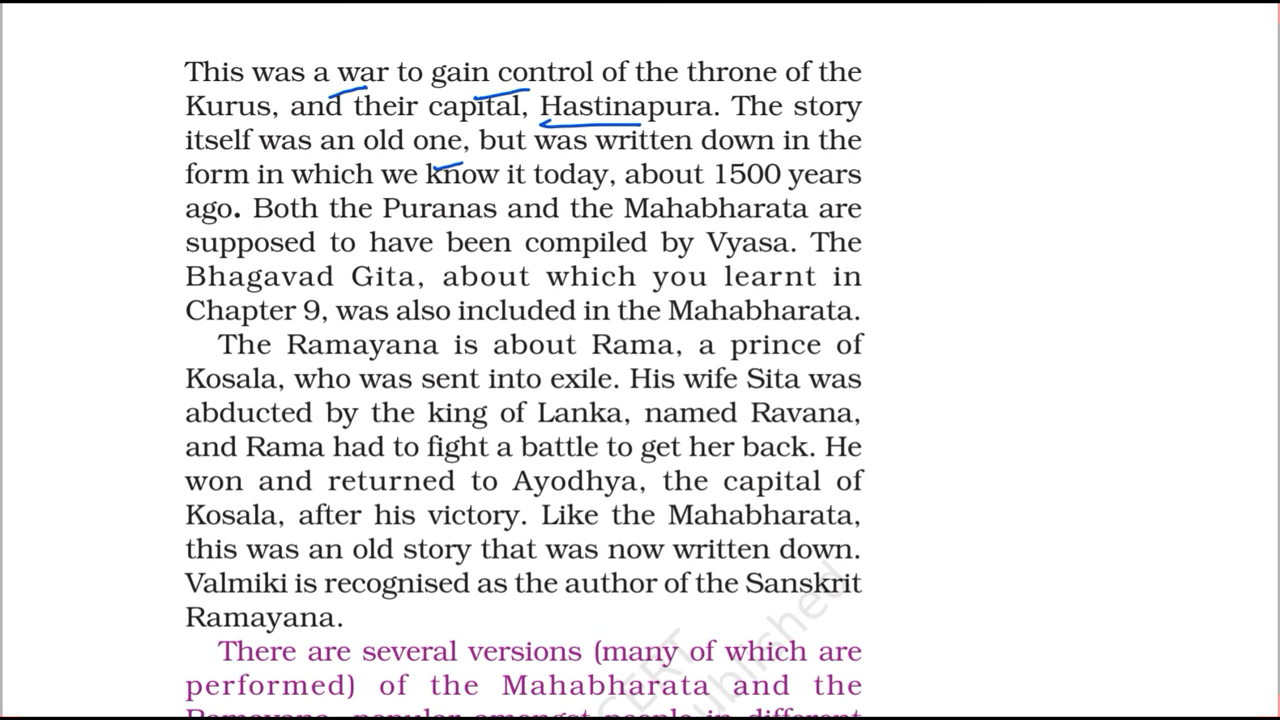 This was a war to gain control of the throne of the
Kurus, and their capital, Hastinapura. The story
itself was an old one, but was written down in the
form in which we know it today, about 1500 years
ago. Both the Puranas and the Mahabharata are
supposed to have been compiled by Vyasa. The
Bhagavad Gita, about which you learnt in
Chapter 9, was also included in the Mahabharata.
The Ramayana is about Rama, a prince of
Kosala, who was sent into exile. His wife Sita was
abducted by the king of Lanka, named Ravana,
and Rama had to fight a battle to get her back. He
won and returned to Ayodhya, the capital of
Kosala, after his victory. Like the Mahabharata,
this was an old story that was now written down.
Valmiki is recognised as the author of the Sanskrit
Ramayana.
There are several versions (many of which are
performed) of the Mahabharata and the